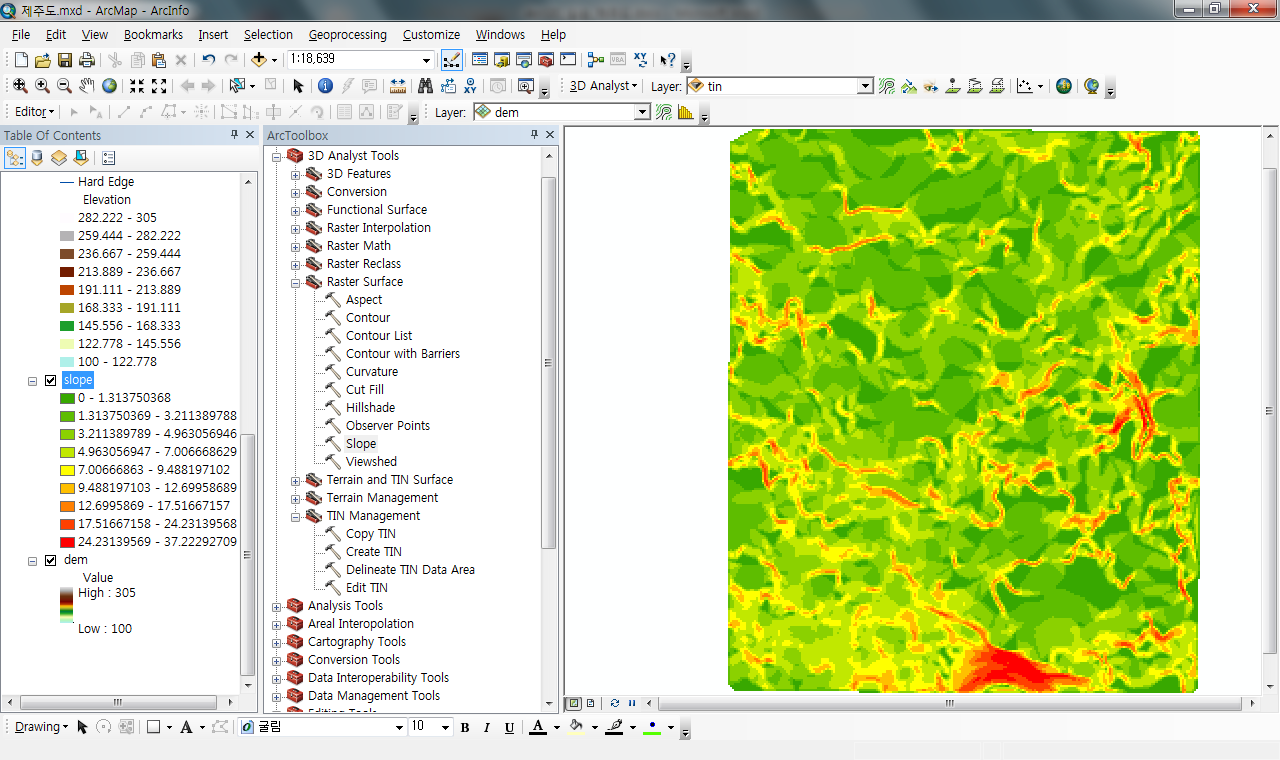 제주도.mxd - ArcMap - ArcInfo
File Edit View Bookmarks Insert Selection Geoprocessing Customize Windows Help
1:18,639
3D Analyst Layer: tin
Editor Layer: dem
Table Of Contents
Hard Edge
Elevation
282.222 - 305
259.444 - 282.222
236.667 - 259.444
213.889 - 236.667
191.111 - 213.889
168.333 - 191.111
145.556 - 168.333
122.778 - 145.556
100 - 122.778
slope
0 - 1.313750368
1.313750369 - 3.211389788
3.211389789 - 4.963056946
4.963056947 - 7.006668629
7.00666863 - 9.488197102
9.488197103 - 12.69958689
12.6995869 - 17.51667157
17.51667158 - 24.23139568
24.23139569 - 37.22292709
dem
Value
High : 305
Low : 100
ArcToolbox
3D Analyst Tools
3D Features
Conversion
Functional Surface
Raster Interpolation
Raster Math
Raster Reclass
Raster Surface
Aspect
Contour
Contour List
Contour with Barriers
Curvature
Cut Fill
Hillshade
Observer Points
Slope
Viewshed
Terrain and TIN Surface
Terrain Management
TIN Management
Copy TIN
Create TIN
Delineate TIN Data Area
Edit TIN
Analysis Tools
Areal Interpolation
Cartography Tools
Conversion Tools
Data Interoperability Tools
Data Management Tools
Editing Tools
Drawing A 굴림 10 B I U A